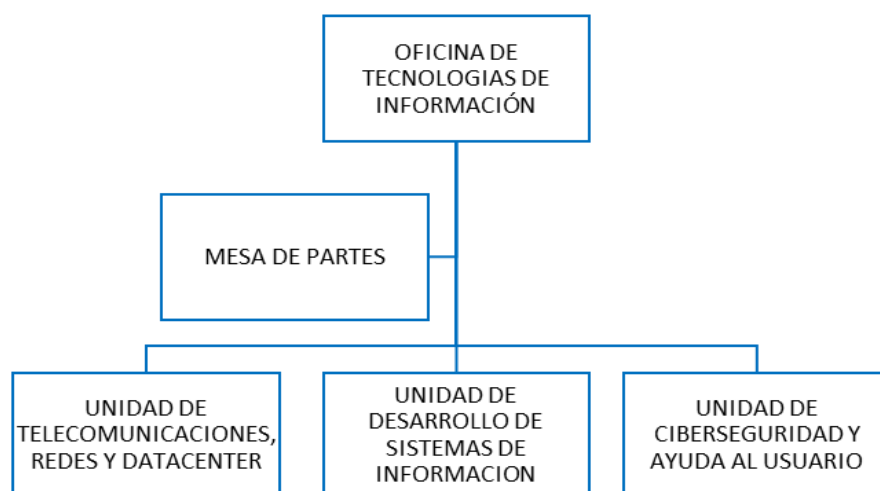 OFICINA DE
TECNOLOGIAS DE
INFORMACIÓN
MESA DE PARTES
UNIDAD DE
TELECOMUNICACIONES,
REDES Y DATACENTER
UNIDAD DE
DESARROLLO DE
SISTEMAS DE
INFORMACION
UNIDAD DE
CIBERSEGURIDAD Y
AYUDA AL USUARIO